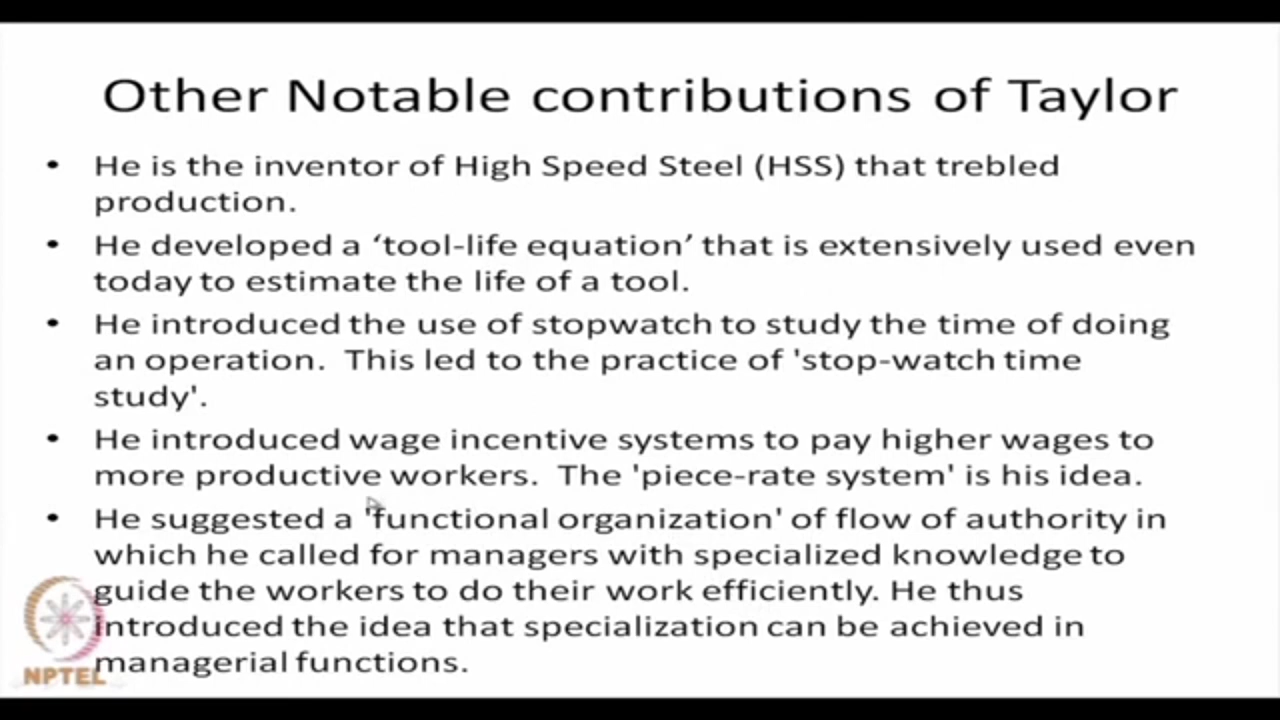 Other Notable contributions of Taylor
• He is the inventor of High Speed Steel (HSS) that trebled
production.
• He developed a ‘tool-life equation’ that is extensively used even
today to estimate the life of a tool.
• He introduced the use of stopwatch to study the time of doing
an operation.  This led to the practice of 'stop-watch time
study'.
• He introduced wage incentive systems to pay higher wages to
more productive workers.  The 'piece-rate system' is his idea.
• He suggested a 'functional organization' of flow of authority in
which he called for managers with specialized knowledge to
guide the workers to do their work efficiently. He thus
introduced the idea that specialization can be achieved in
managerial functions.
NPTEL